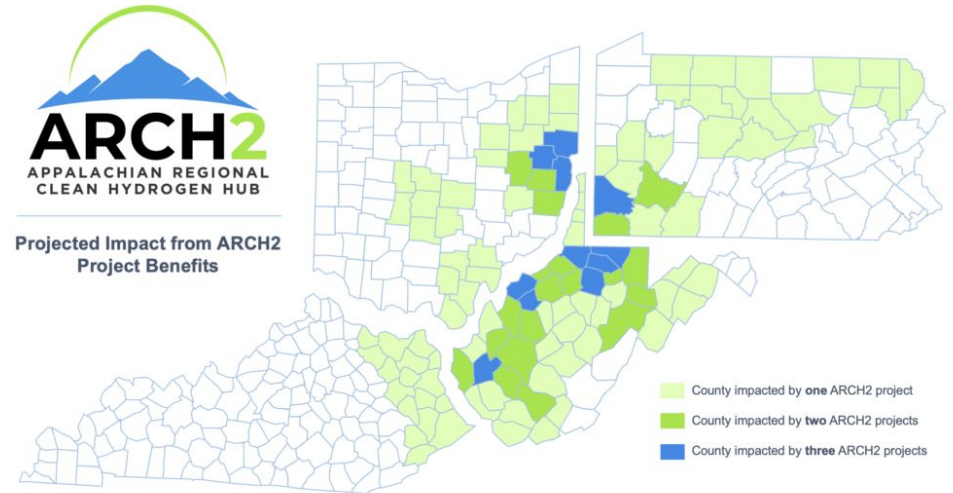 ARCH2
APPALACHIAN REGIONAL
CLEAN HYDROGEN HUB
Projected Impact from ARCH2
Project Benefits
County impacted by one ARCH2 project
County impacted by two ARCH2 projects
County impacted by three ARCH2 projects